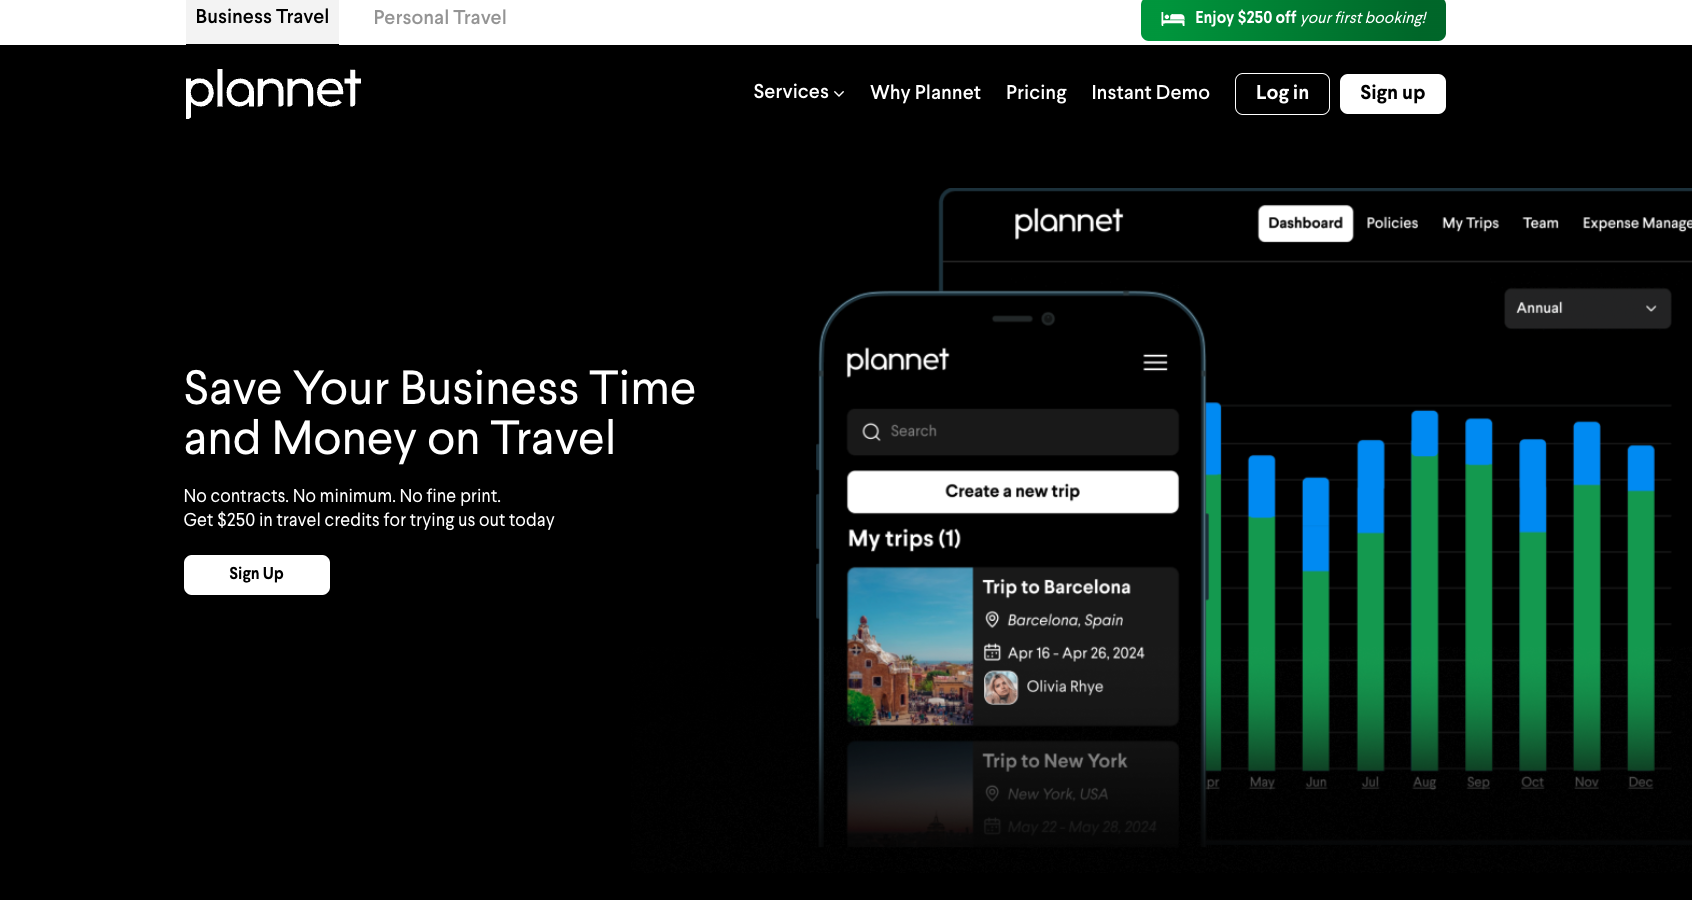 Business Travel
Personal Travel
Enjoy $250 off your first booking!
plannet
Services
Why Plannet
Pricing
Instant Demo
Log in
Sign up
Save Your Business Time
and Money on Travel
No contracts. No minimum. No fine print.
Get $250 in travel credits for trying us out today
Sign Up
plannet
Dashboard
Policies
My Trips
Team
Expense Manage
Annual
plannet
Search
Create a new trip
My trips (1)
Trip to Barcelona
Barcelona, Spain
Apr 16 - Apr 26, 2024
Olivia Rhye
Trip to New York
New York, USA
May 22 - May 28, 2024
pr May Jun Jul Aug Sep Oct Nov Dec